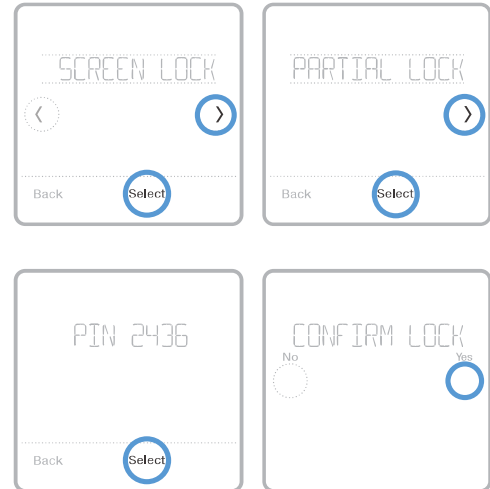 SCREEN LOCK
Back Select
PARTIAL LOCK
Back Select
PIN 2436
Back Select
CONFIRM LOCK
No Yes